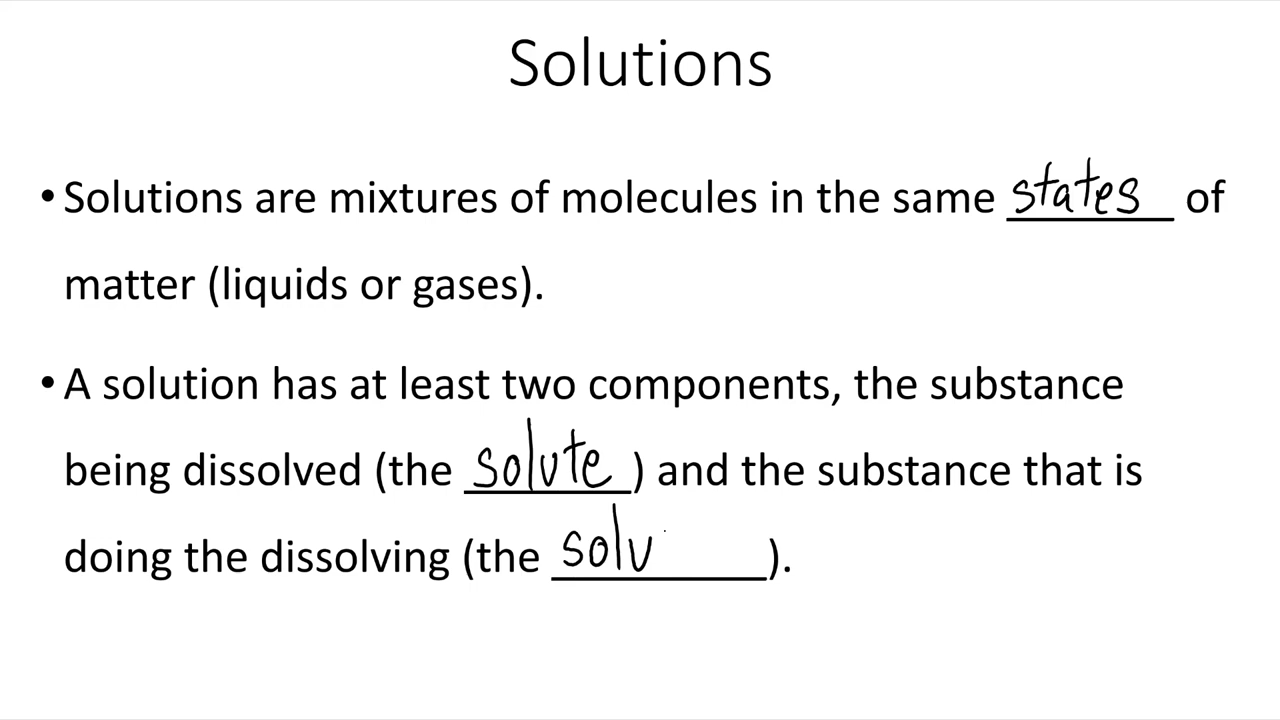 Solutions
• Solutions are mixtures of molecules in the same states of
matter (liquids or gases).
• A solution has at least two components, the substance
being dissolved (the solute) and the substance that is
doing the dissolving (the solv ).